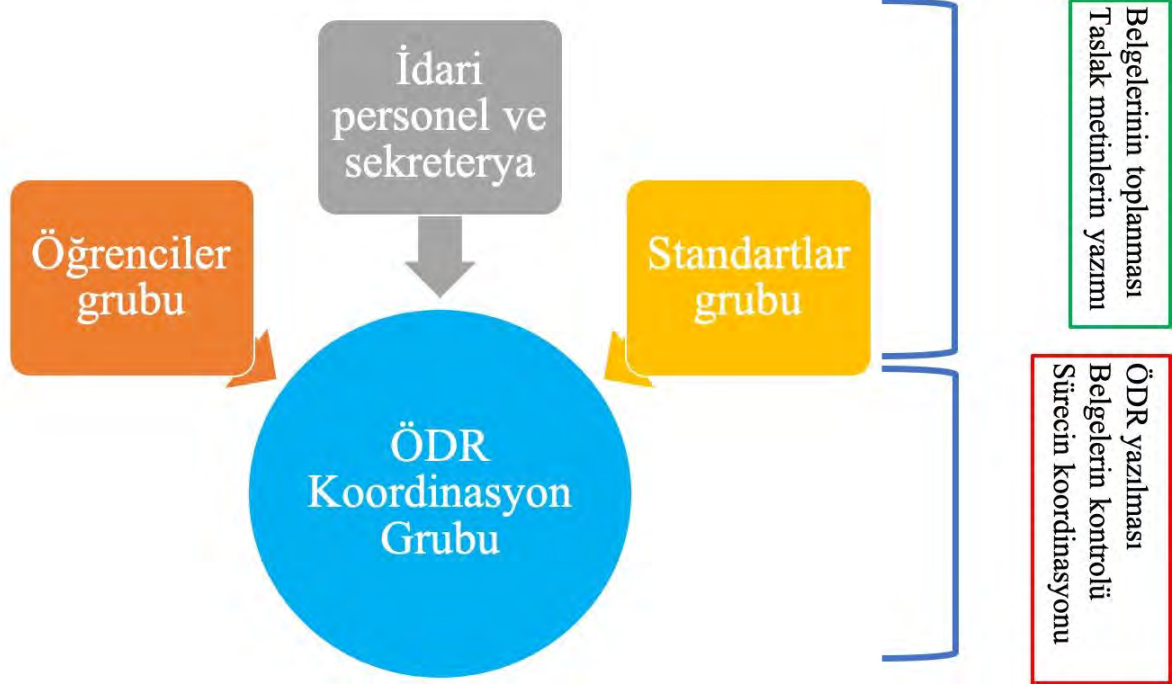 İdari
personel ve
sekreterya
Öğrenciler
grubu
Standartlar
grubu
ÖDR
Koordinasyon
Grubu
Belgelerinin toplanması
Taslak metinlerin yazımı
ÖDR yazılması
Belgelerin kontrolü
Sürecin koordinasyonu